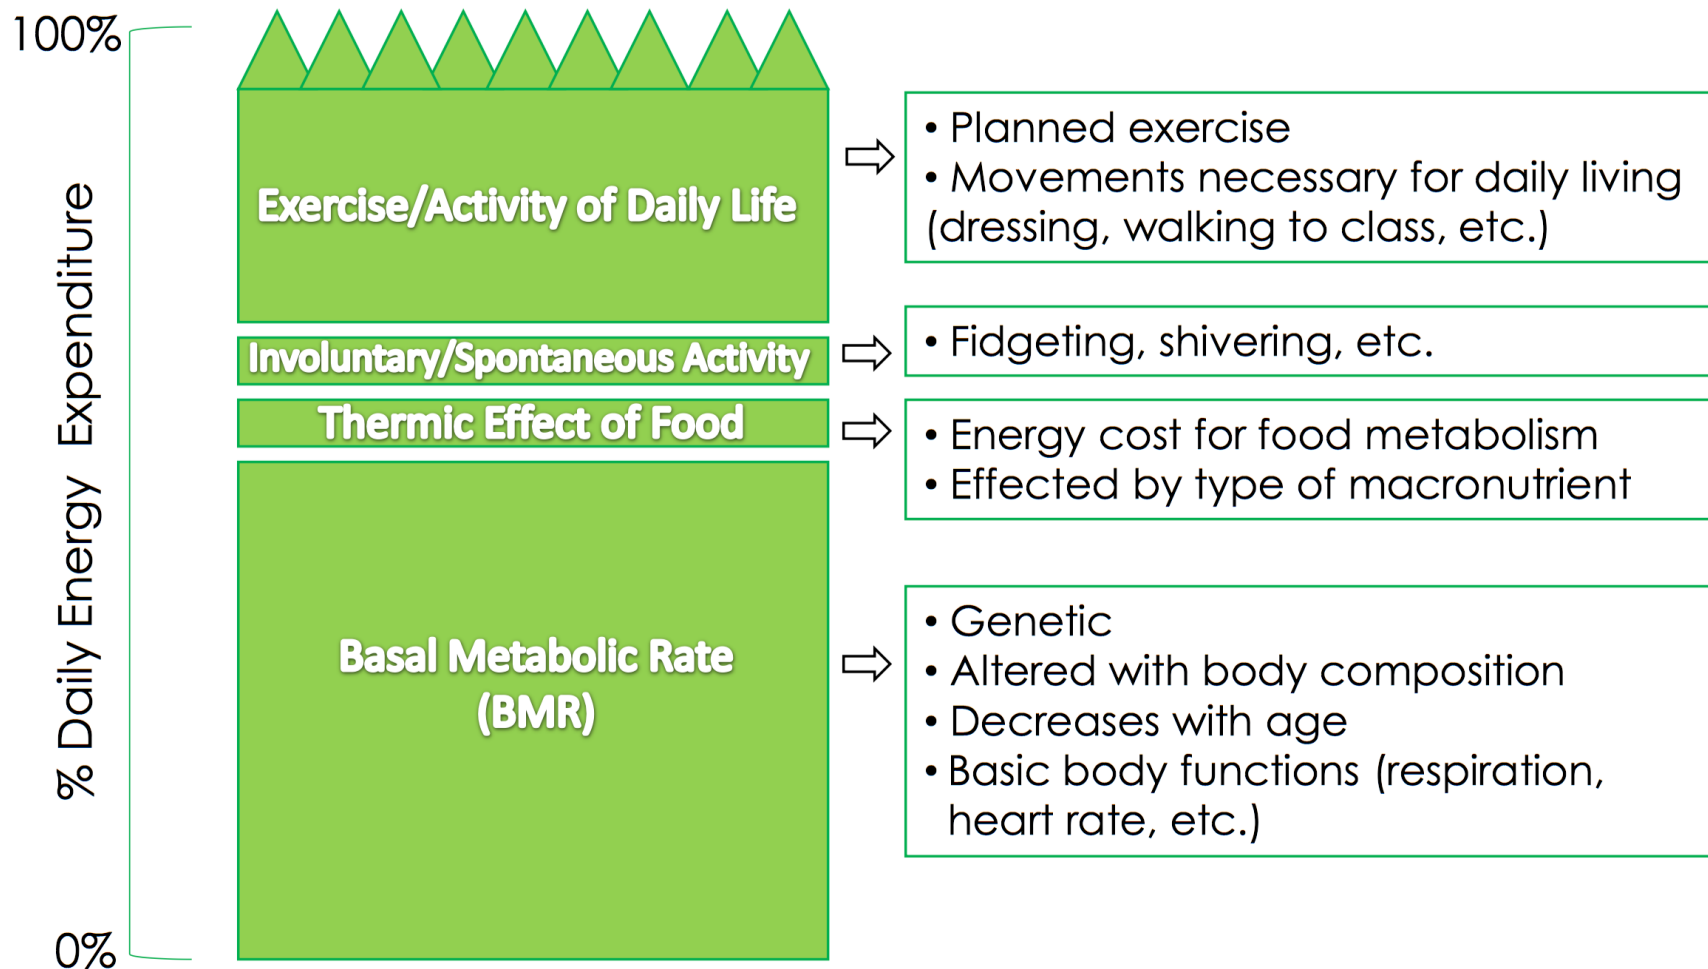 100%
% Daily Energy Expenditure
0%
Exercise/Activity of Daily Life
• Planned exercise
• Movements necessary for daily living
(dressing, walking to class, etc.)
Involuntary/Spontaneous Activity
• Fidgeting, shivering, etc.
Thermic Effect of Food
• Energy cost for food metabolism
• Effected by type of macronutrient
Basal Metabolic Rate
(BMR)
• Genetic
• Altered with body composition
• Decreases with age
• Basic body functions (respiration,
heart rate, etc.)